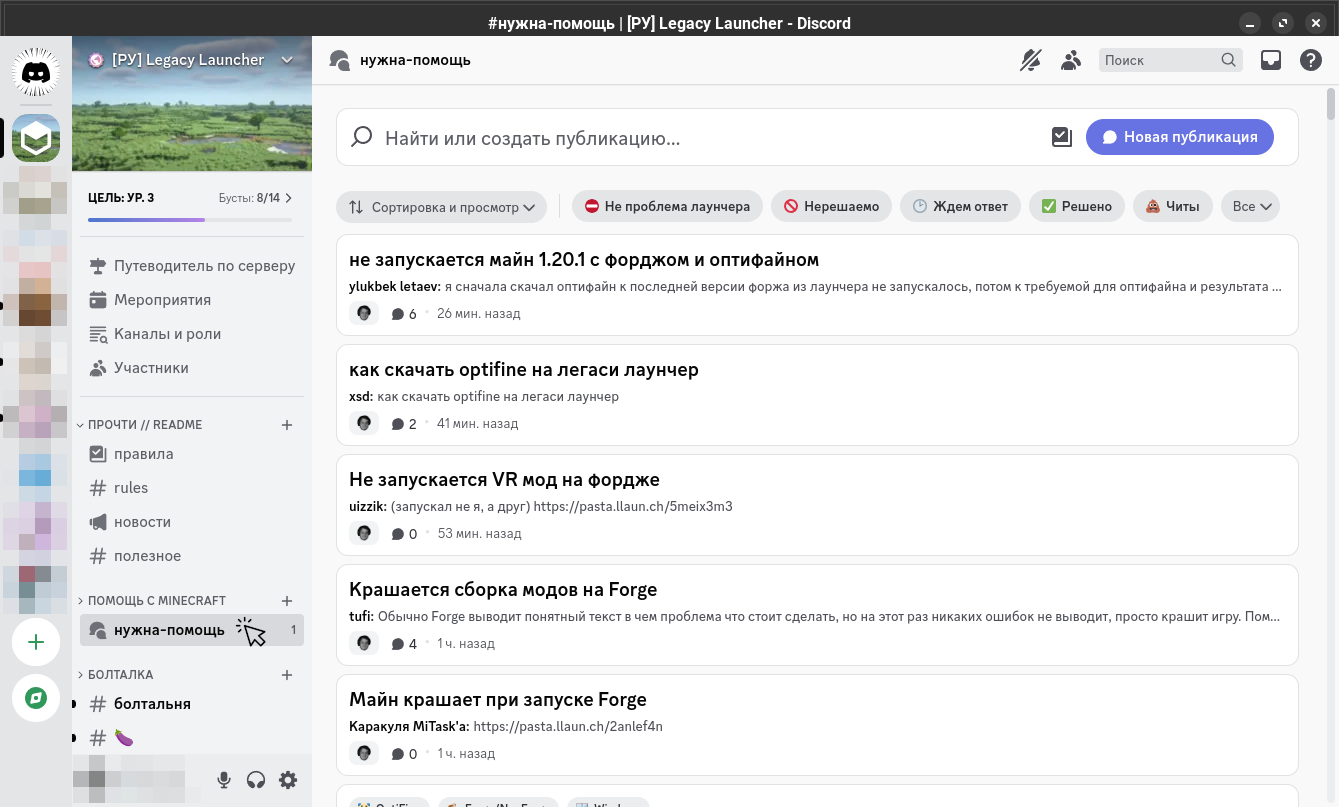 #нужна-помощь | [РУ] Legacy Launcher - Discord
[РУ] Legacy Launcher
нужна-помощь
Поиск
Найти или создать публикацию...
Новая публикация
ЦЕЛЬ: УР. 3
Бусты: 8/14
Сортировка и просмотр
Не проблема лаунчера
Нерешаемо
Ждем ответ
Решено
Читы
Все
Путеводитель по серверу
Мероприятия
Каналы и роли
Участники
ПРОЧТИ // README
правила
rules
новости
полезное
ПОМОЩЬ С MINECRAFT
нужна-помощь 1
БОЛТАЛКА
болтальня
не запускается майн 1.20.1 с форджом и оптифайном
ylukbek letaev: я сначала скачал оптифайн к последней версии форжа из лаунчера не запускалось, потом к требуемой для оптифайна и результата ...
6 • 26 мин. назад
как скачать optifine на легаси лаунчер
xsd: как скачать optifine на легаси лаунчер
2 • 41 мин. назад
Не запускается VR мод на фордже
uizzik: (запускал не я, а друг) https://pasta.llaun.ch/5meix3m3
0 • 53 мин. назад
Крашается сборка модов на Forge
tufi: Обычно Forge выводит понятный текст в чем проблема что стоит сделать, но на этот раз никаких ошибок не выводит, просто крашит игру. Пом...
4 • 1 ч. назад
Майн крашает при запуске Forge
Каракуля MiTask'a: https://pasta.llaun.ch/2anlef4n
0 • 1 ч. назад